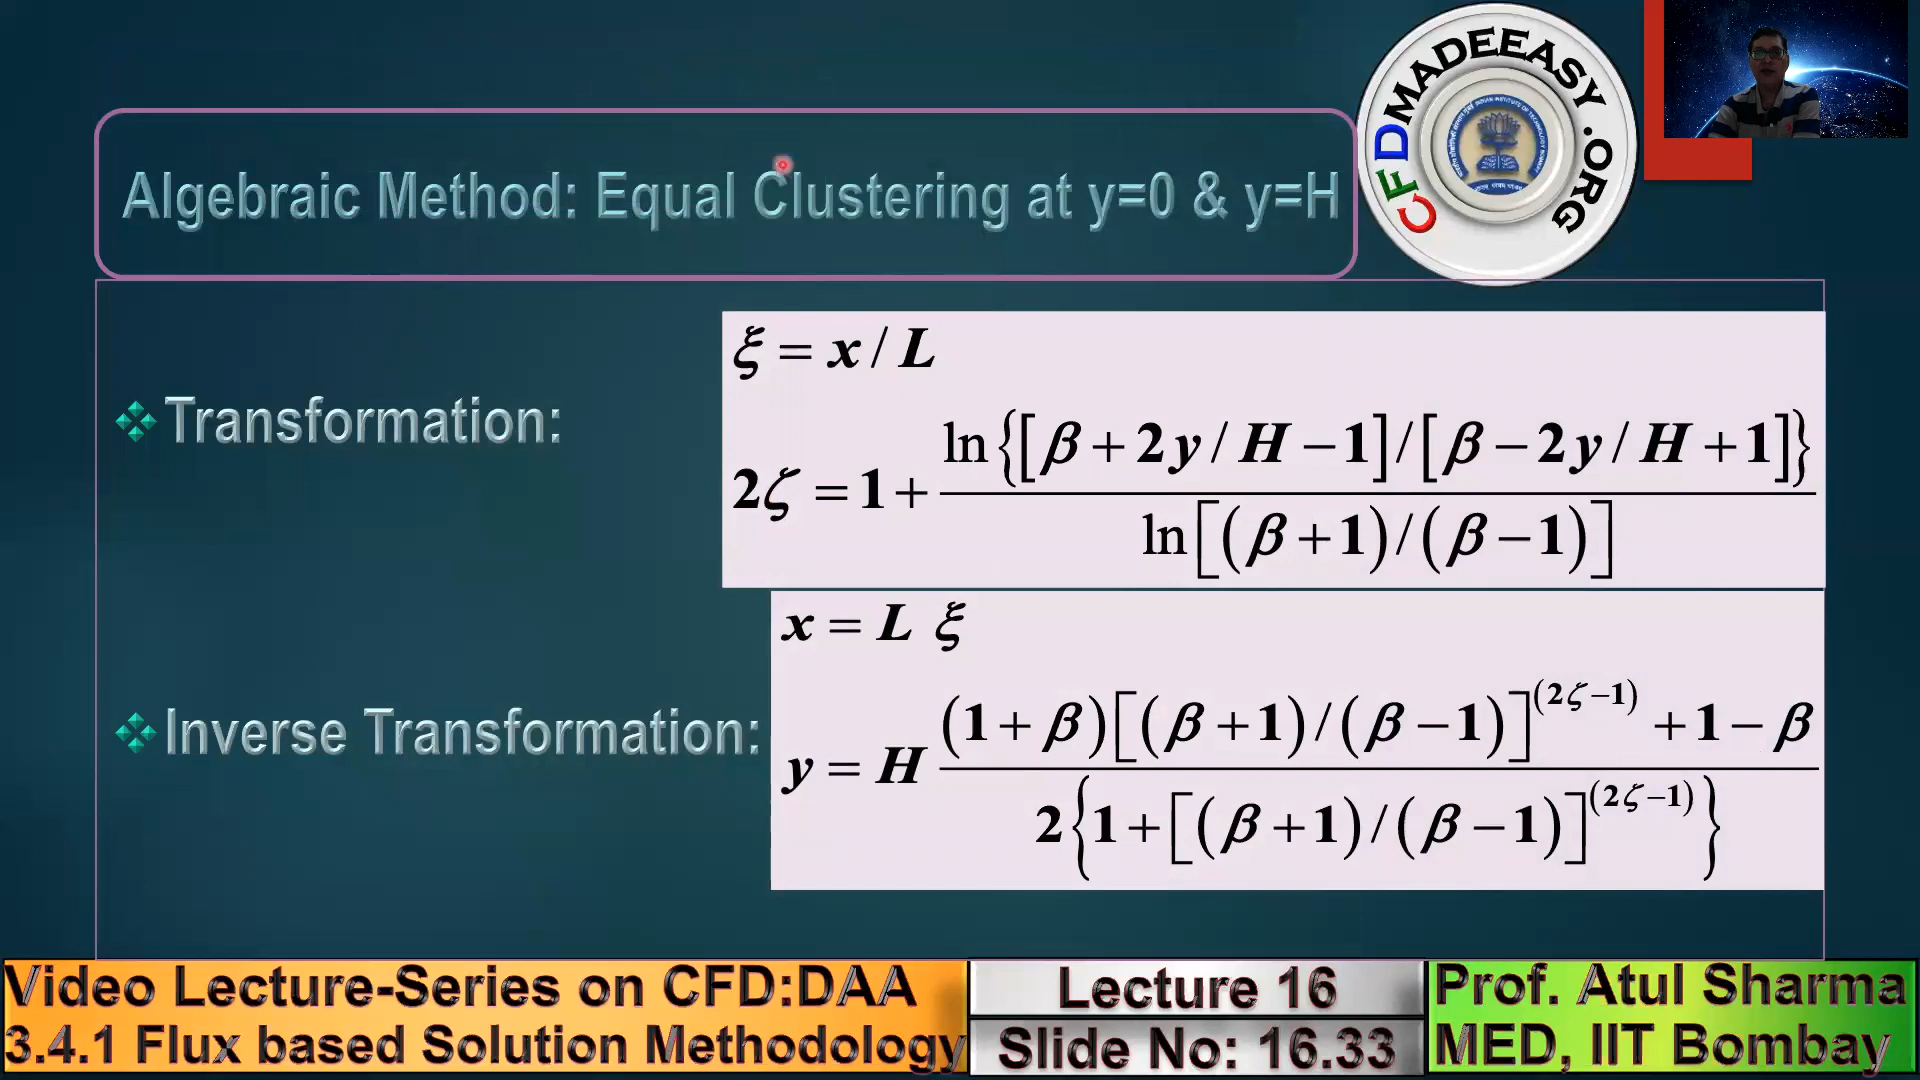 CFDMADEEASY.ORG
Algebraic Method: Equal Clustering at y=0 & y=H
Transformation:
ξ = x / L
2ζ = 1 + ln{[β + 2y / H − 1] / [β − 2y / H + 1]} / ln[(β + 1) / (β − 1)]
Inverse Transformation:
x = L ξ
y = H (1 + β)[(β + 1) / (β − 1)]^(2ζ − 1) + 1 − β / 2{1 + [(β + 1) / (β − 1)]^(2ζ − 1)}
Video Lecture-Series on CFD:DAA
3.4.1 Flux based Solution Methodology
Lecture 16
Slide No: 16.33
Prof. Atul Sharma
MED, IIT Bombay